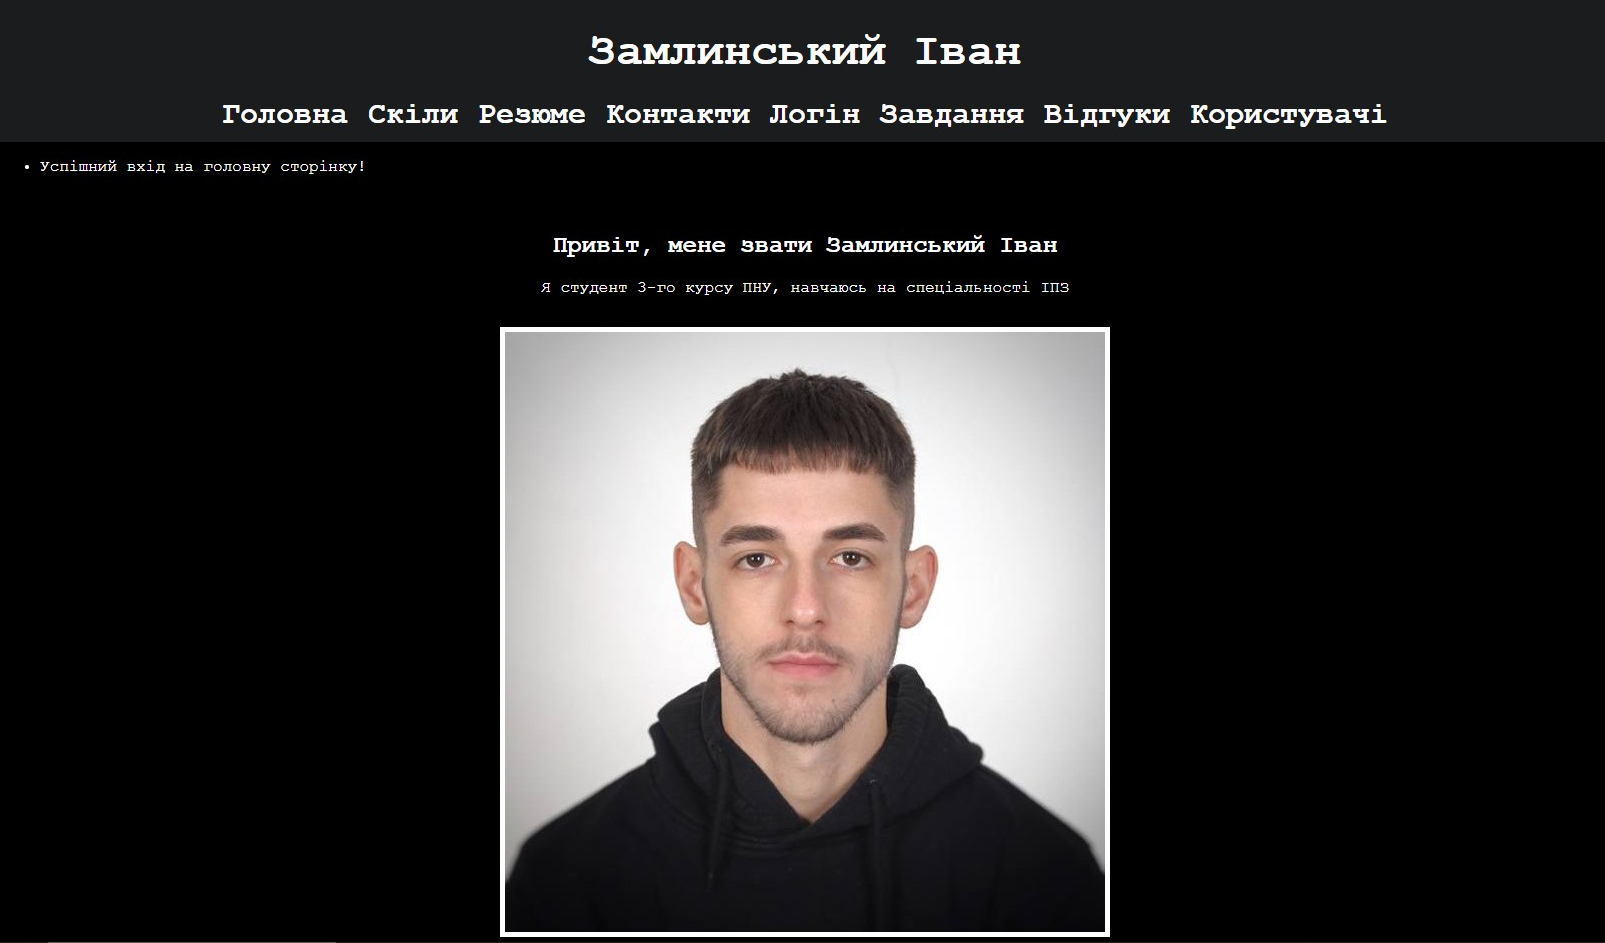 Замлинський Іван
Головна Скіли Резюме Контакти Логін Завдання Відгуки Користувачі
Успішний вхід на головну сторінку!
Привіт, мене звати Замлинський Іван
Я студент 3-го курсу ПНУ, навчаюсь на спеціальності ІПЗ